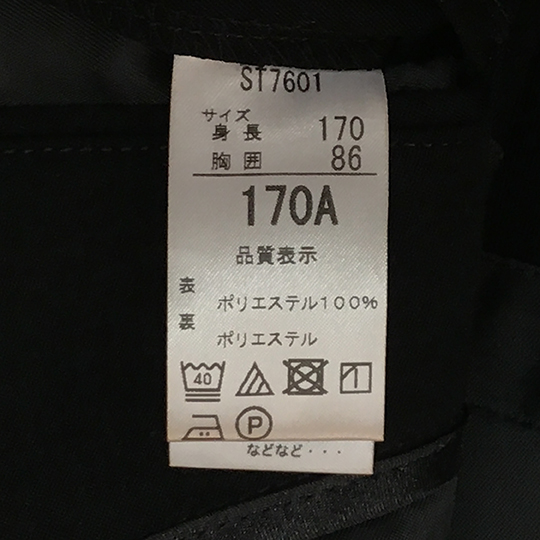 ST7601
サイズ
身長 170
胸囲 86
170A
品質表示
表
ポリエステル100%
裏
ポリエステル
40
P
などなど・・・